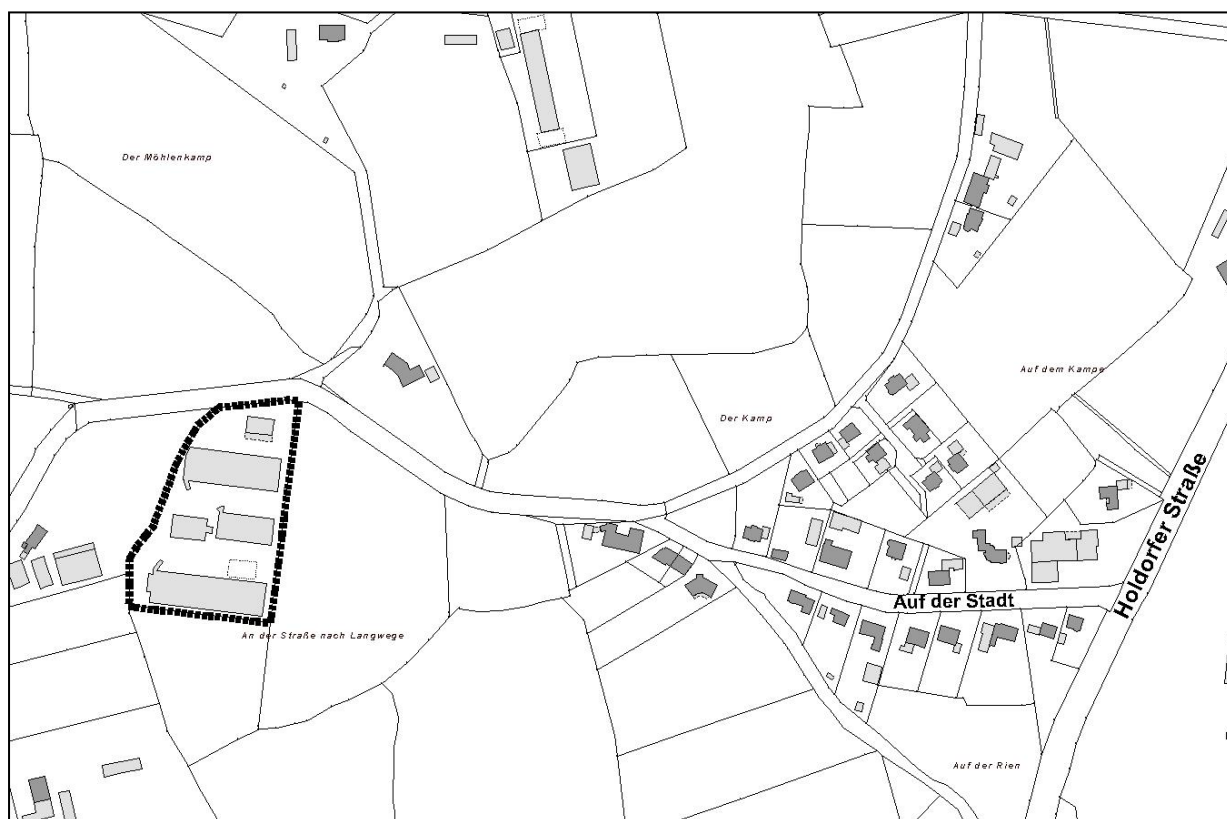 Der Möhlenkamp
Auf dem Kampe
Der Kamp
Holdorfer Straße
Auf der Stadt
An der Straße nach Langwege
Auf der Rien